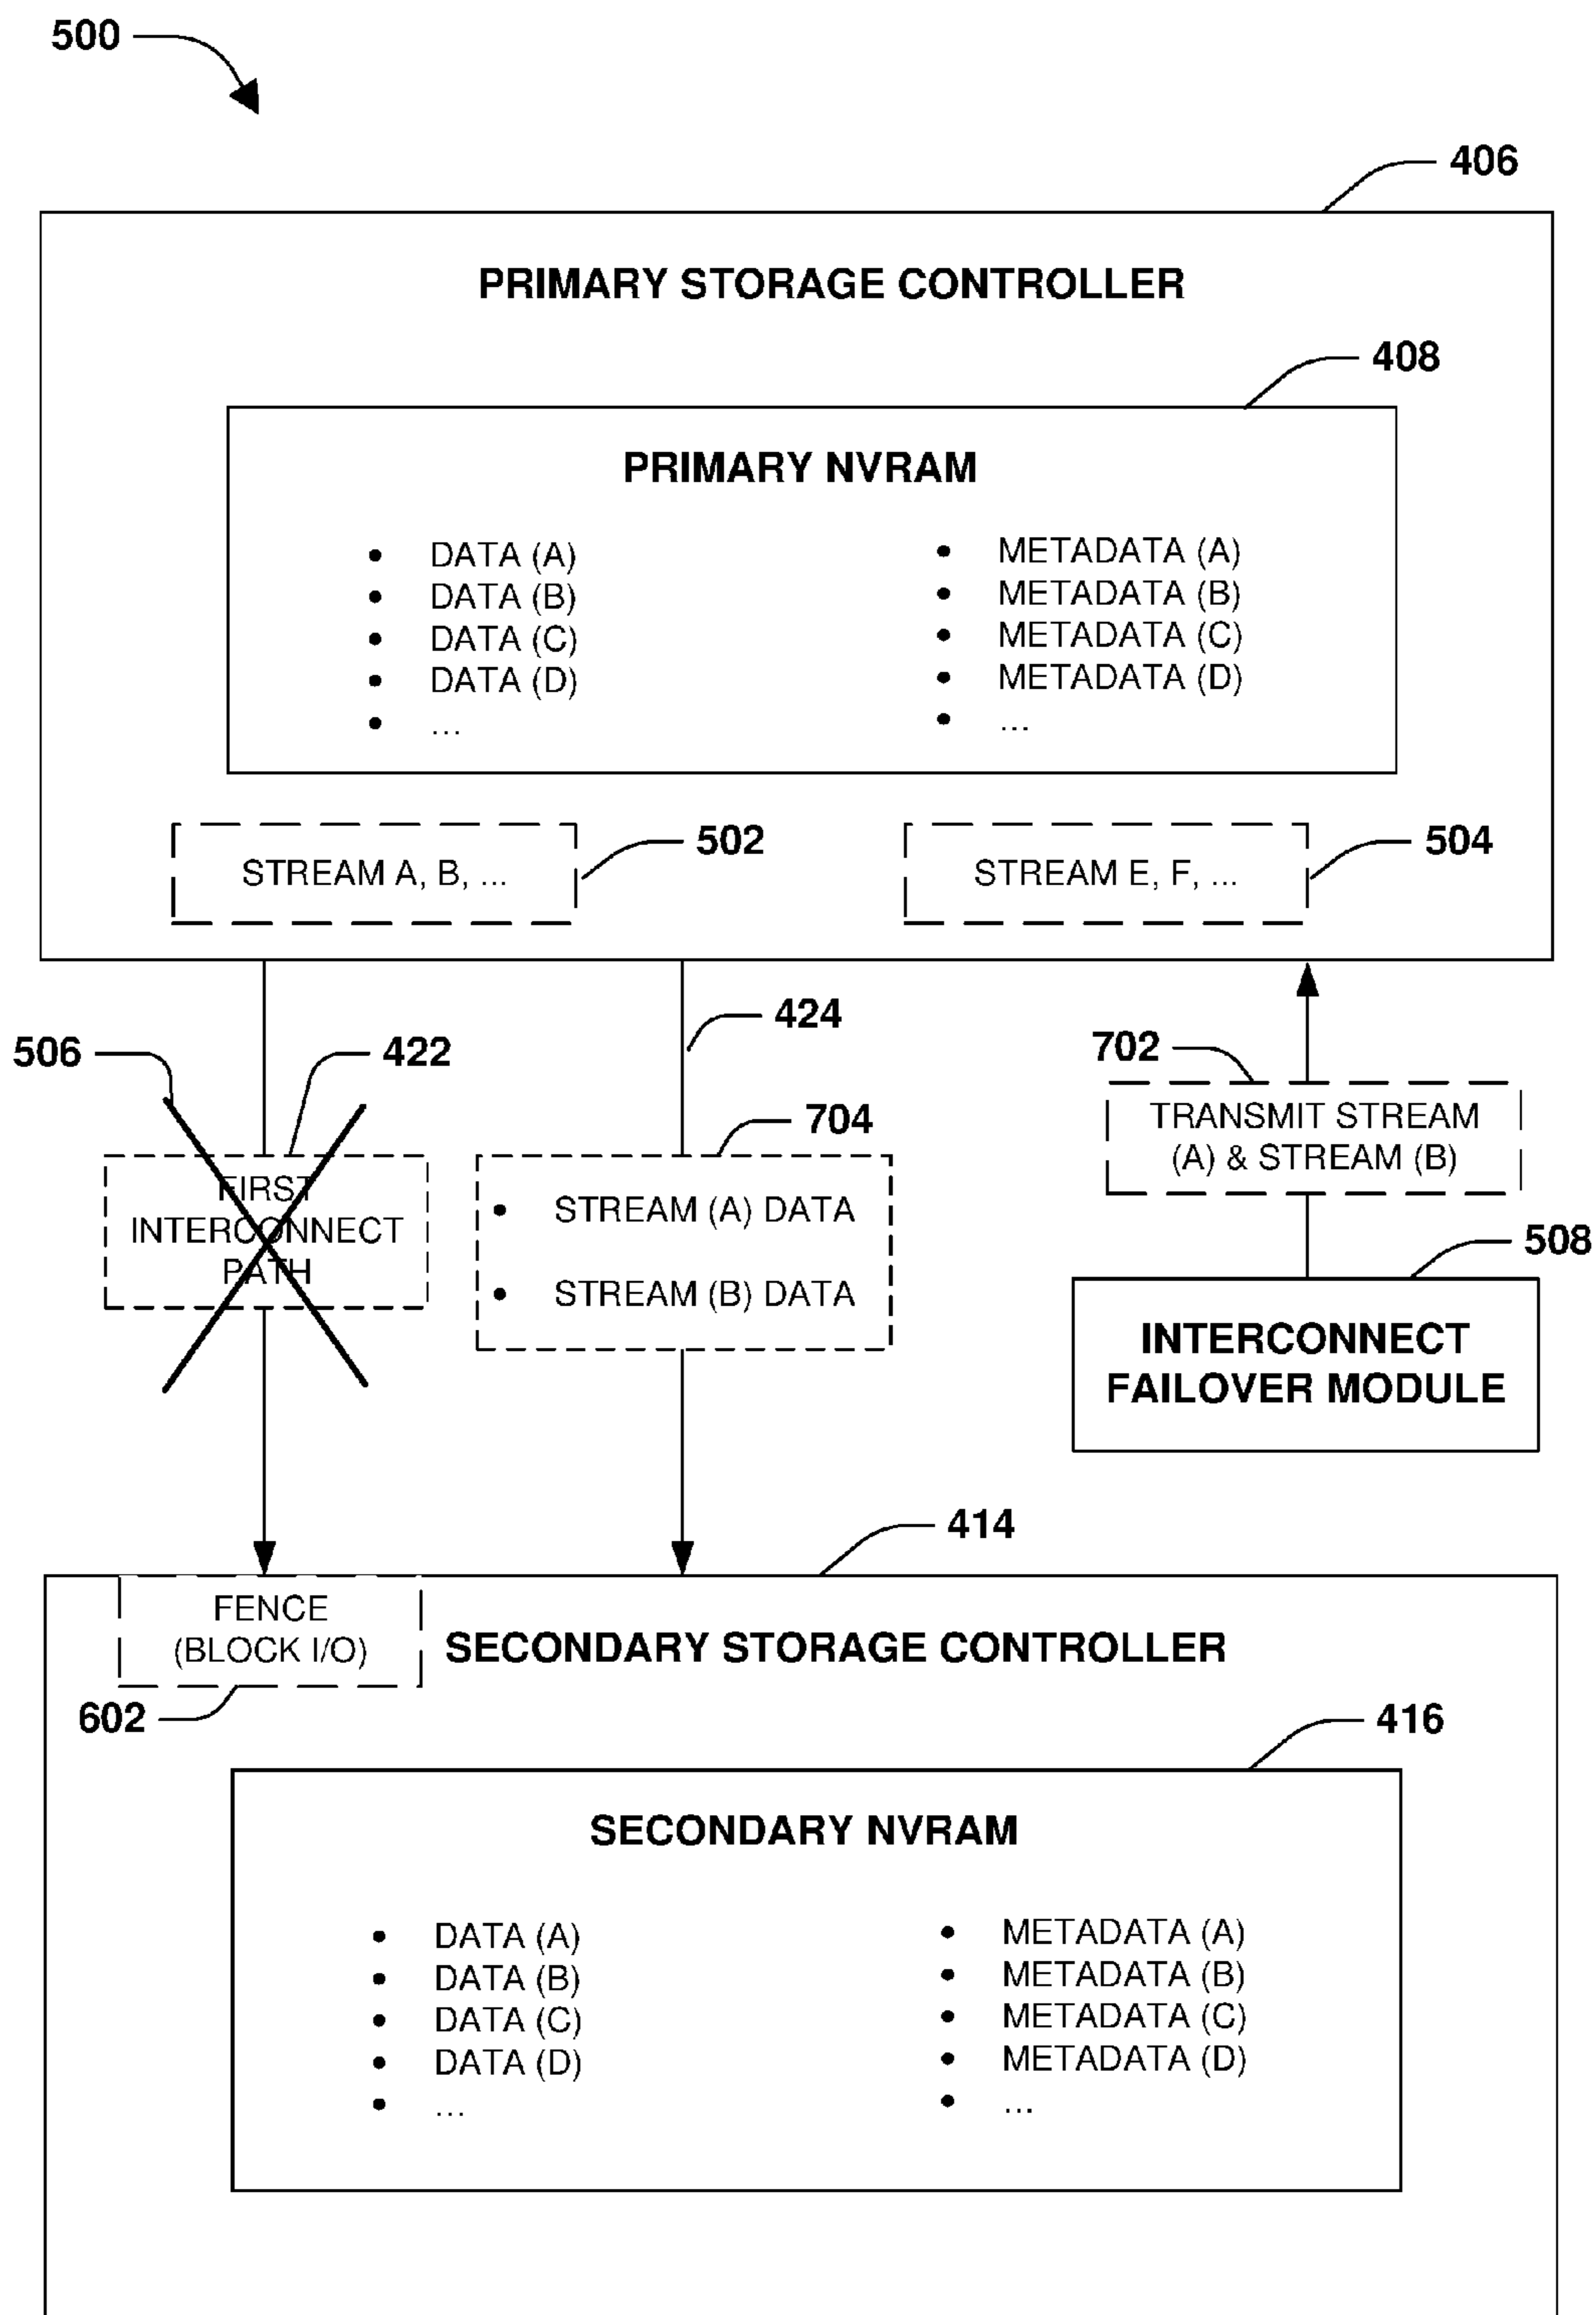 500
406
PRIMARY STORAGE CONTROLLER
408
PRIMARY NVRAM
• DATA (A)
• DATA (B)
• DATA (C)
• DATA (D)
• ...
• METADATA (A)
• METADATA (B)
• METADATA (C)
• METADATA (D)
• ...
STREAM A, B, ...
502
STREAM E, F, ...
504
506
422
FIRST
INTERCONNECT
PATH
424
704
• STREAM (A) DATA
• STREAM (B) DATA
702
TRANSMIT STREAM
(A) & STREAM (B)
508
INTERCONNECT
FAILOVER MODULE
414
FENCE
(BLOCK I/O)
602
SECONDARY STORAGE CONTROLLER
416
SECONDARY NVRAM
• DATA (A)
• DATA (B)
• DATA (C)
• DATA (D)
• ...
• METADATA (A)
• METADATA (B)
• METADATA (C)
• METADATA (D)
• ...